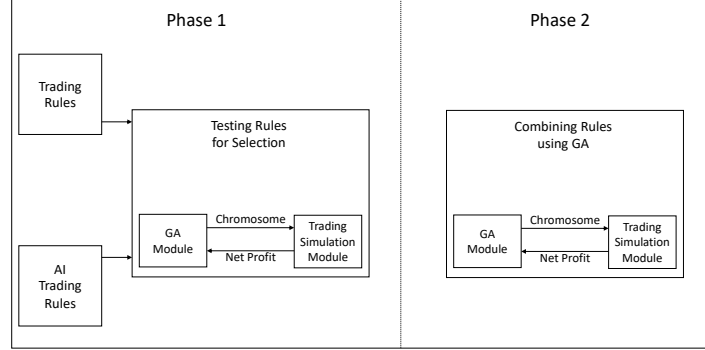 Phase 1
Phase 2
Trading
Rules
Testing Rules
for Selection
GA
Module
Chromosome
Net Profit
Trading
Simulation
Module
AI
Trading
Rules
Combining Rules
using GA
GA
Module
Chromosome
Net Profit
Trading
Simulation
Module